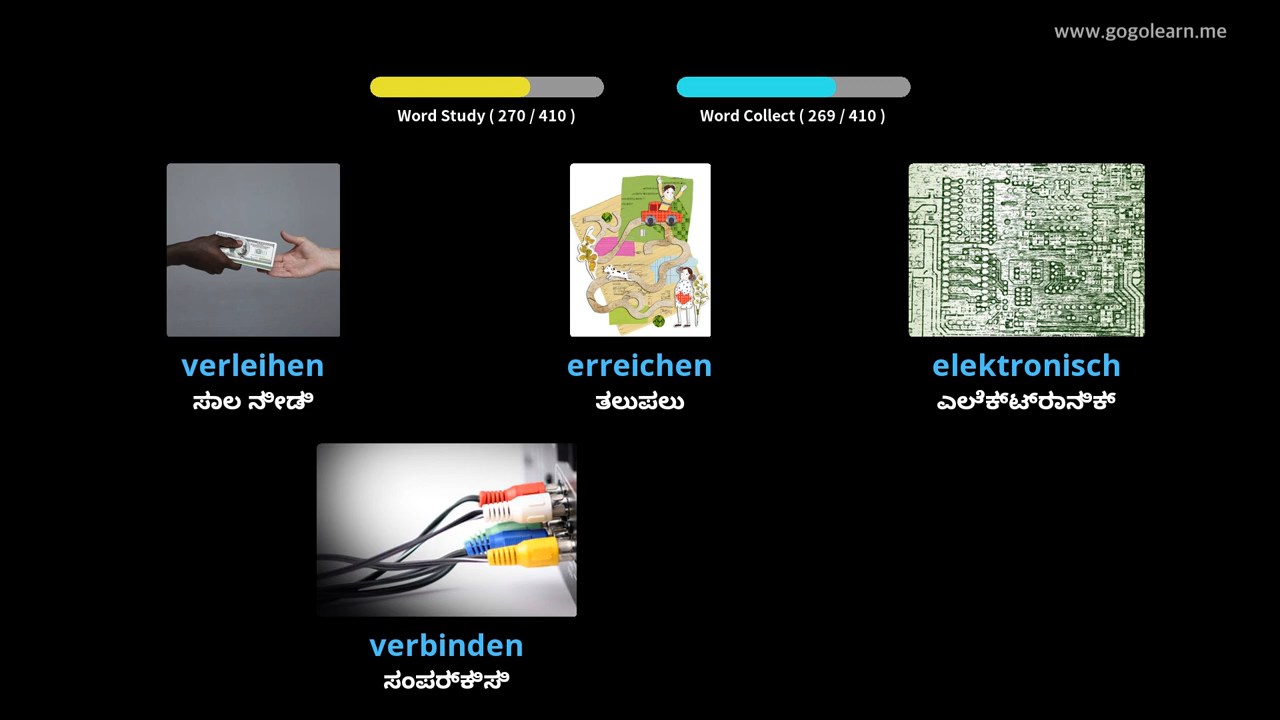 www.gogolearn.me
Word Study ( 270 / 410 )
Word Collect ( 269 / 410 )
verleihen
ಸಾಲ ನೀಡಿ
erreichen
ತಲುಪಲು
elektronisch
ಎಲೆಕ್ಟ್ರಾನಿಕ್
verbinden
ಸಂಪರ್ಕಿಸಿ